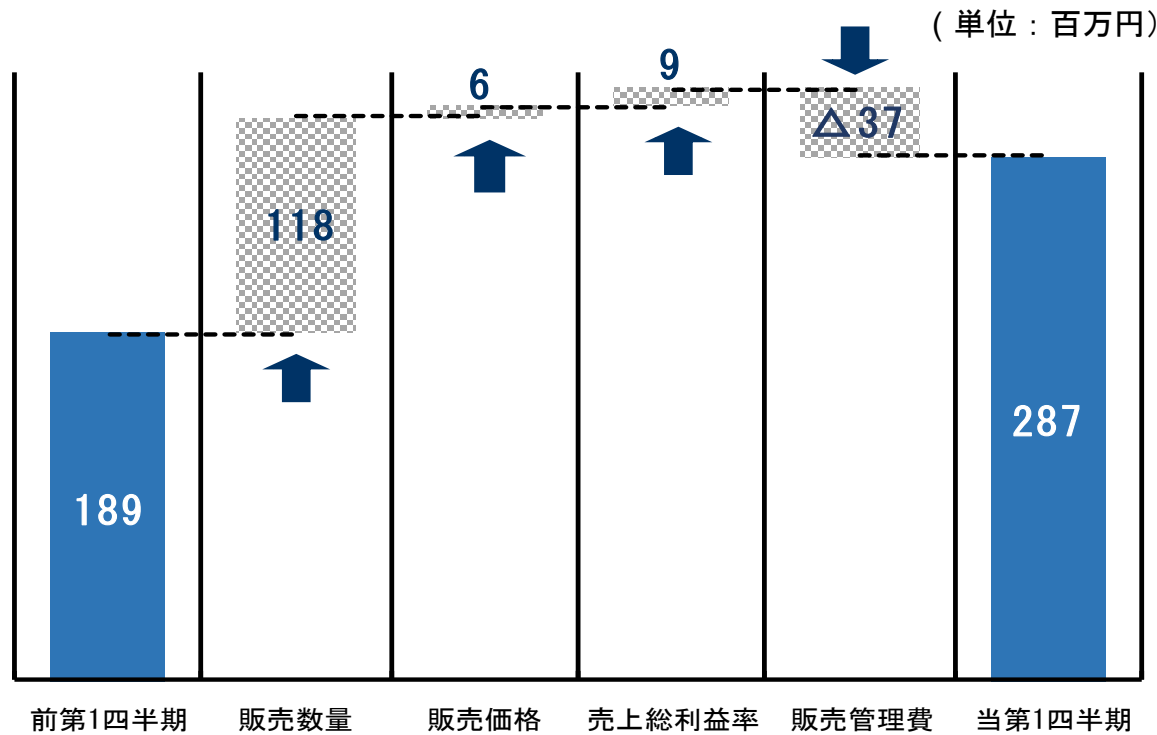 (単位：百万円)
6
9
△37
118
287
189
前第1四半期
販売数量
販売価格
売上総利益率
販売管理費
当第1四半期